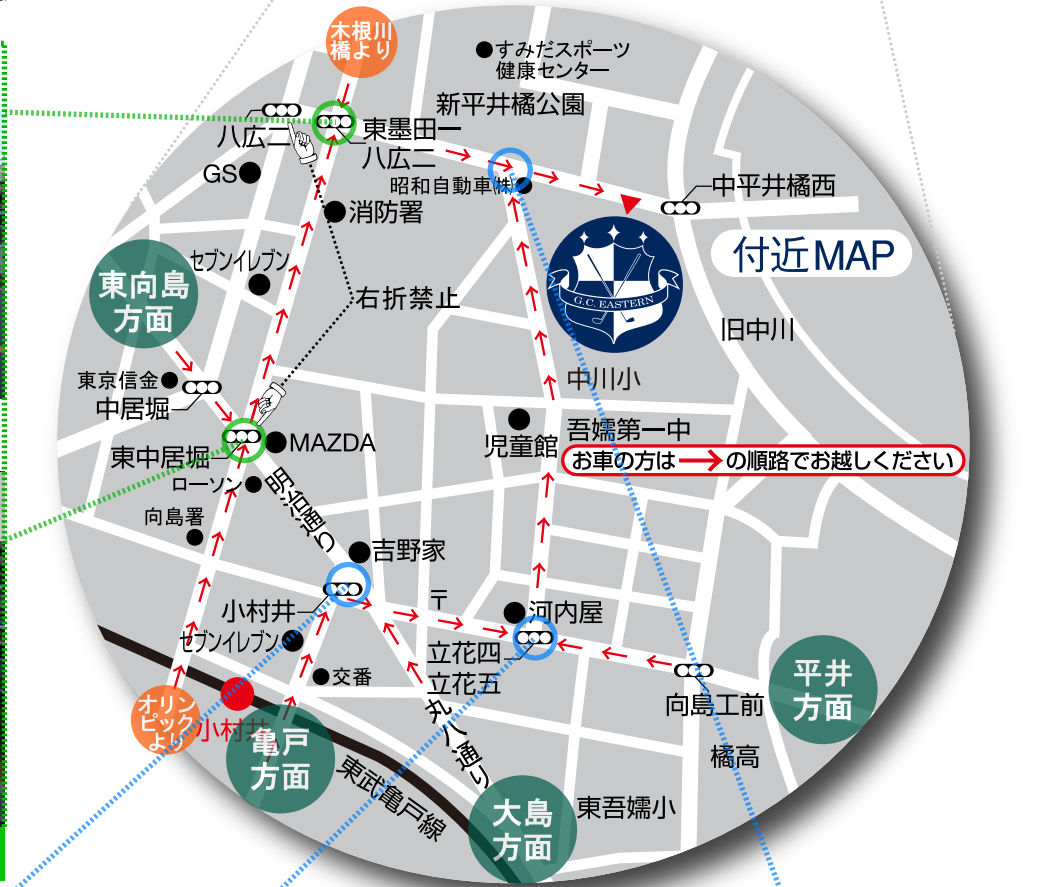 木根川
橋より
すみだスポーツ
健康センター
新平井橘公園
八広二
東墨田一
八広二
GS
昭和自動車㈱
中平井橘西
消防署
付近MAP
セブンイレブン
東向島
方面
G.C. EASTERN
右折禁止
旧中川
東京信金
中居堀
中川小
児童館
吾嬬第一中
MAZDA
東中居堀
お車の方は
の順路でお越しください
ローソン
明治通り
向島署
吉野家
〒
小村井
河内屋
セブンイレブン
立花四
立花五
交番
平井
方面
向島工前
オリン
ピック
より
小村井
亀戸
方面
丸八通り
橘高
東武亀戸線
大島
方面
東吾嬬小